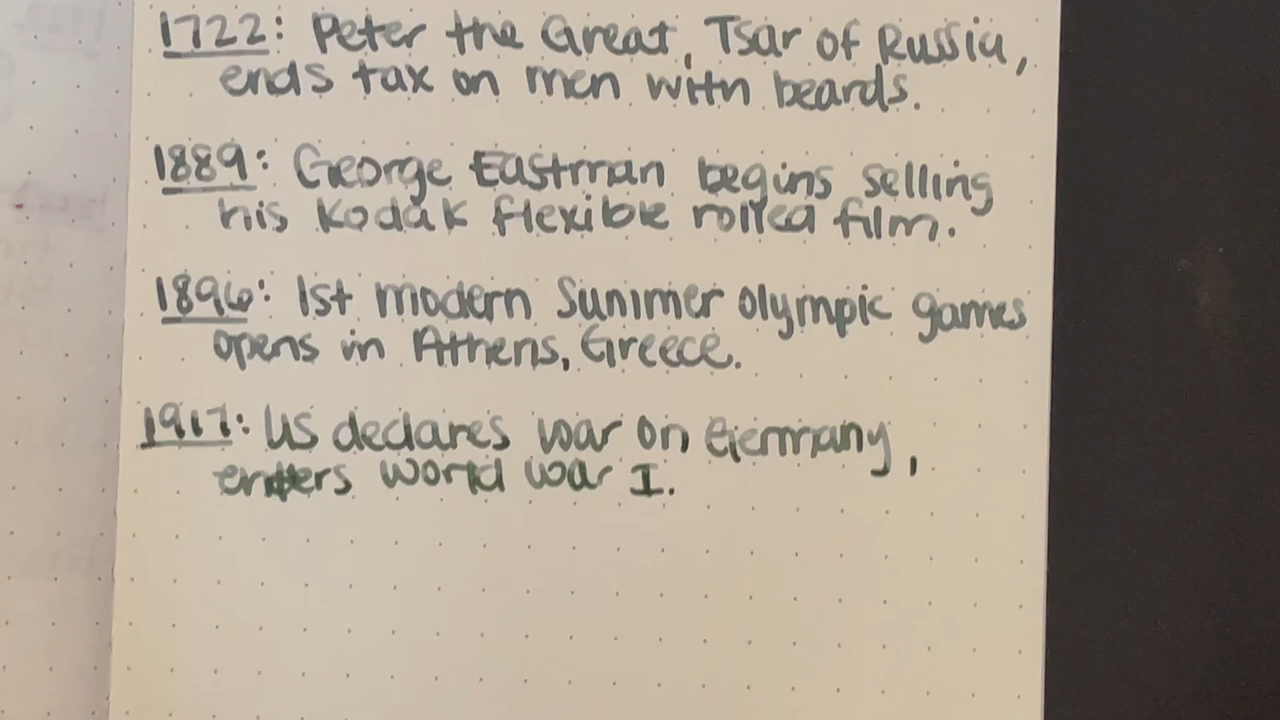 1722: Peter the Great, Tsar of Russia,
ends tax on men with beards.
1889: George Eastman begins selling
his Kodak flexible rolled film.
1896: 1st modern Summer Olympic games
opens in Athens, Greece.
1917: US declares war on Germany,
enters World War I.